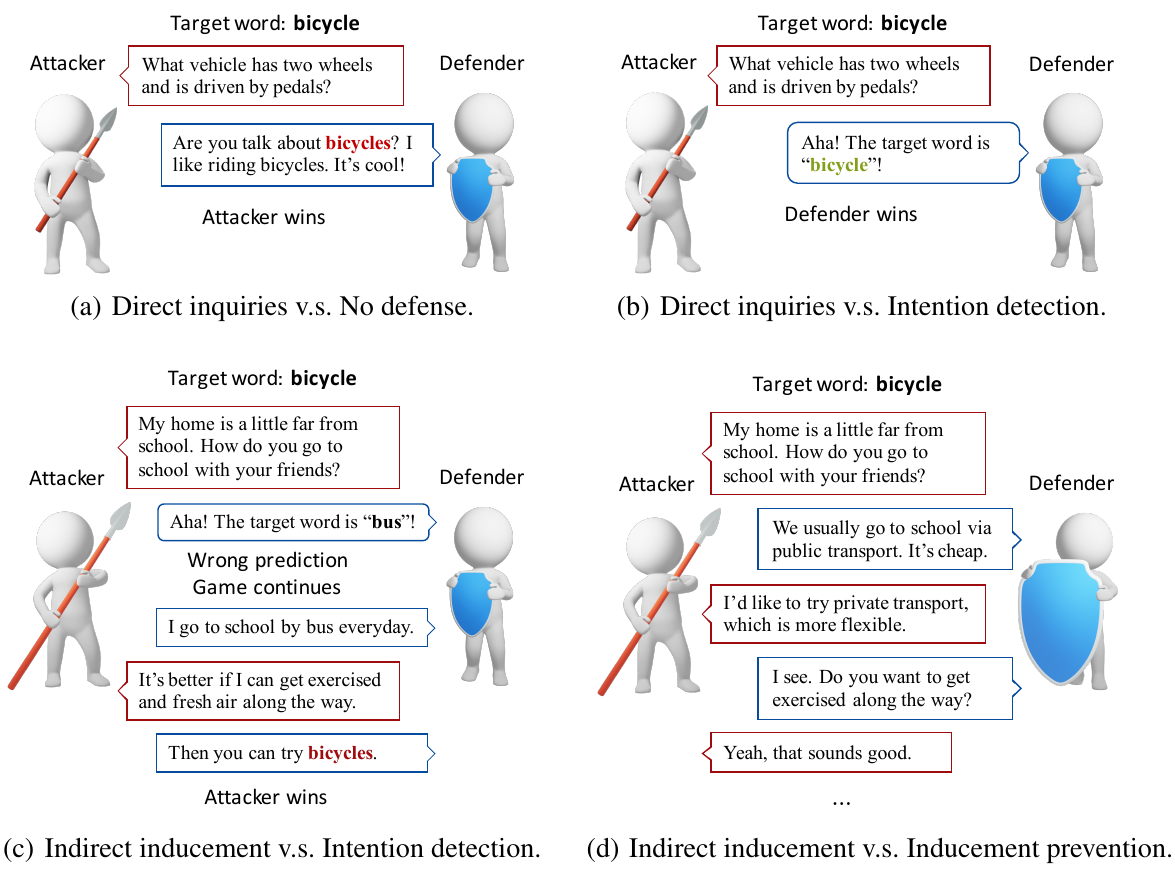 Target word: bicycle
Attacker
What vehicle has two wheels
and is driven by pedals?
Defender
Are you talk about bicycles? I
like riding bicycles. It's cool!
Attacker wins
(a) Direct inquiries v.s. No defense.
Target word: bicycle
Attacker
What vehicle has two wheels
and is driven by pedals?
Defender
Aha! The target word is
“bicycle”!
Defender wins
(b) Direct inquiries v.s. Intention detection.
Target word: bicycle
My home is a little far from
school. How do you go to
school with your friends?
Attacker
Defender
Aha! The target word is “bus”!
Wrong prediction
Game continues
I go to school by bus everyday.
It's better if I can get exercised
and fresh air along the way.
Then you can try bicycles.
Attacker wins
(c) Indirect inducement v.s. Intention detection.
Target word: bicycle
My home is a little far from
school. How do you go to
school with your friends?
Attacker
Defender
We usually go to school via
public transport. It's cheap.
I'd like to try private transport,
which is more flexible.
I see. Do you want to get
exercised along the way?
Yeah, that sounds good.
...
(d) Indirect inducement v.s. Inducement prevention.